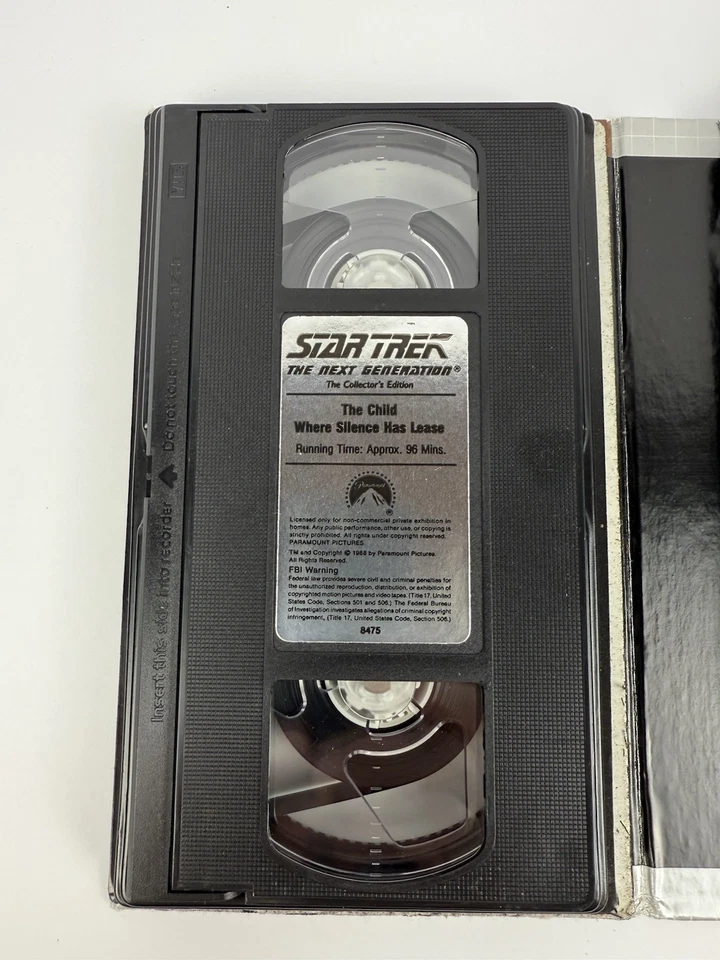 STAR TREK
THE NEXT GENERATION®
The Collector's Edition
The Child
Where Silence Has Lease
Running Time: Approx. 96 Mins.
Paramount
®
Licensed only for non-commercial private exhibition in
homes. Any public performance, other use, or copying is
strictly prohibited. All rights under copyright reserved.
PARAMOUNT PICTURES
TM and Copyright © 1988 by Paramount Pictures.
All Rights Reserved.
FBI Warning
Federal law provides severe civil and criminal penalties for
the unauthorized reproduction, distribution, or exhibition of
copyrighted motion pictures and video tapes. (Title 17, United
States Code, Sections 501 and 506.) The Federal Bureau
of Investigation investigates allegations of criminal copyright
infringement. (Title 17, United States Code, Section 506.)
8475
Insert this side into recorder ▲ Do not touch the tape inside
VHS